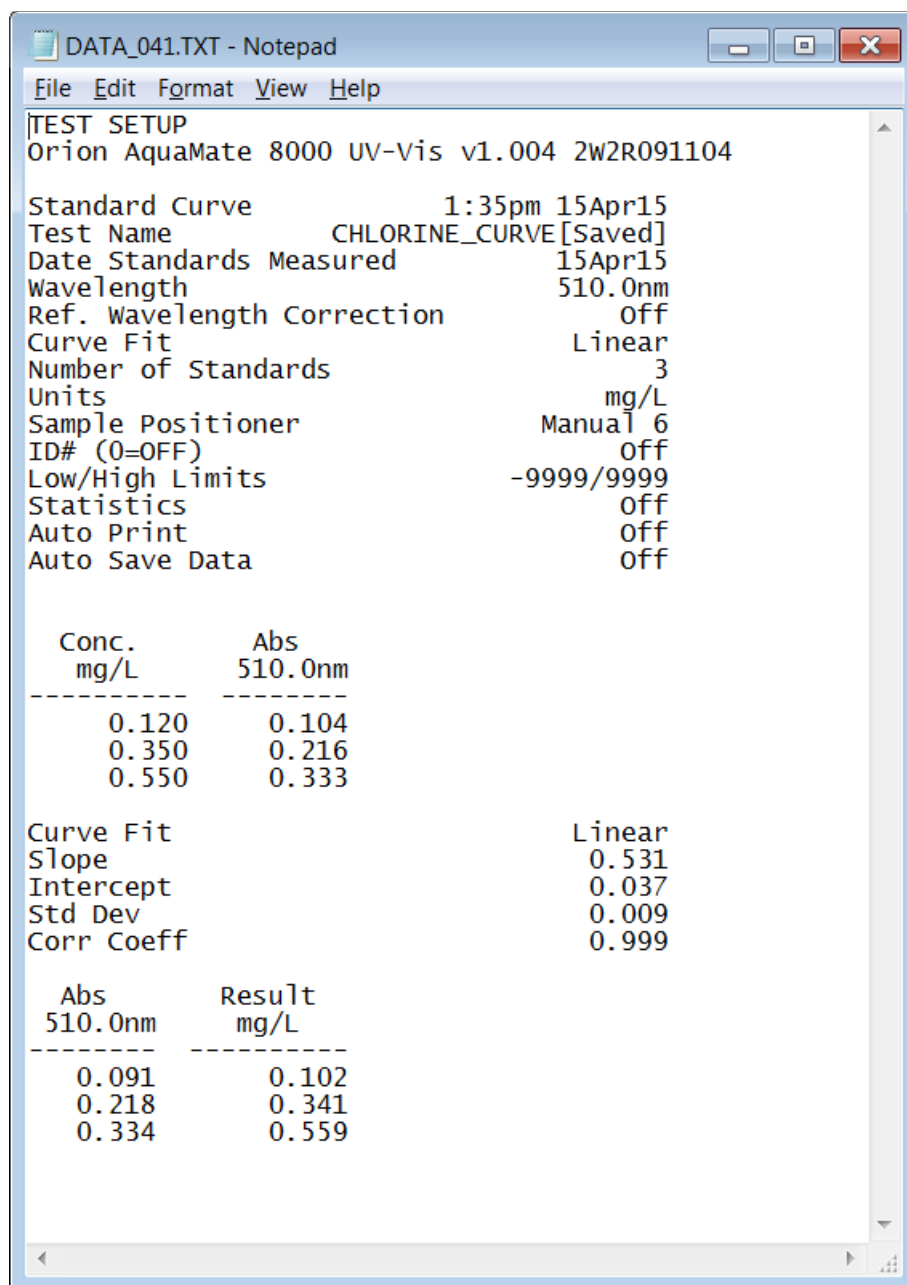 DATA_041.TXT - Notepad
File Edit Format View Help
TEST SETUP
Orion AquaMate 8000 UV-Vis v1.004 2W2R091104
Standard Curve 1:35pm 15Apr15
Test Name CHLORINE_CURVE[Saved]
Date Standards Measured 15Apr15
Wavelength 510.0nm
Ref. Wavelength Correction Off
Curve Fit Linear
Number of Standards 3
Units mg/L
Sample Positioner Manual 6
ID# (0=OFF) Off
Low/High Limits -9999/9999
Statistics Off
Auto Print Off
Auto Save Data Off
Conc. Abs
mg/L 510.0nm
---------- --------
0.120 0.104
0.350 0.216
0.550 0.333
Curve Fit Linear
Slope 0.531
Intercept 0.037
Std Dev 0.009
Corr Coeff 0.999
Abs Result
510.0nm mg/L
-------- ----------
0.091 0.102
0.218 0.341
0.334 0.559